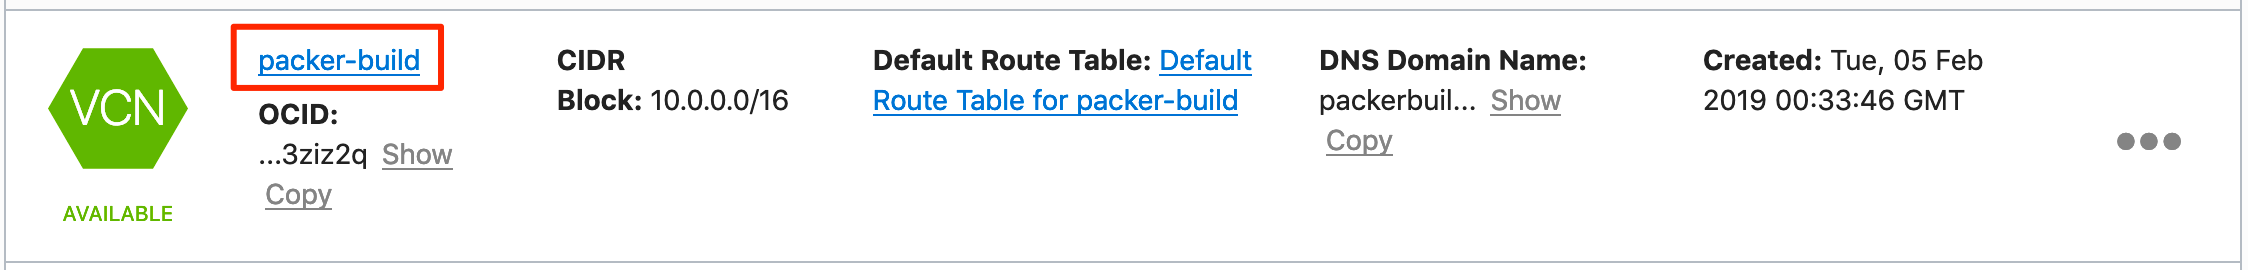 VCN
AVAILABLE
packer-build
OCID:
...3ziz2q Show
Copy
CIDR
Block: 10.0.0.0/16
Default Route Table: Default
Route Table for packer-build
DNS Domain Name:
packerbuil... Show
Copy
Created: Tue, 05 Feb
2019 00:33:46 GMT